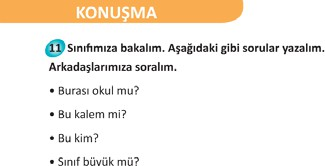 KONUŞMA
11 Sınıfımıza bakalım. Aşağıdaki gibi sorular yazalım.
Arkadaşlarımıza soralım.
• Burası okul mu?
• Bu kalem mi?
• Bu kim?
• Sınıf büyük mü?